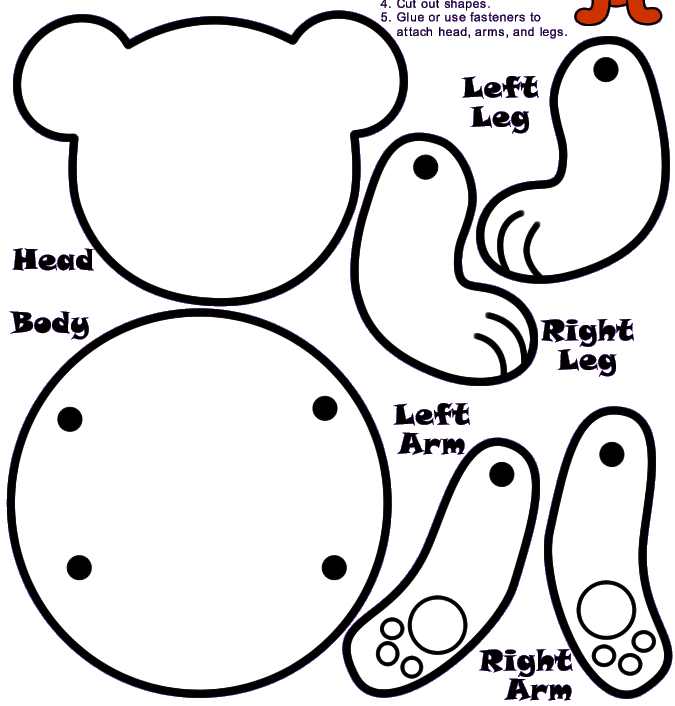 4. Cut out shapes.
5. Glue or use fasteners to
attach head, arms, and legs.
Left
Leg
Head
Body
Right
Leg
Left
Arm
Right
Arm